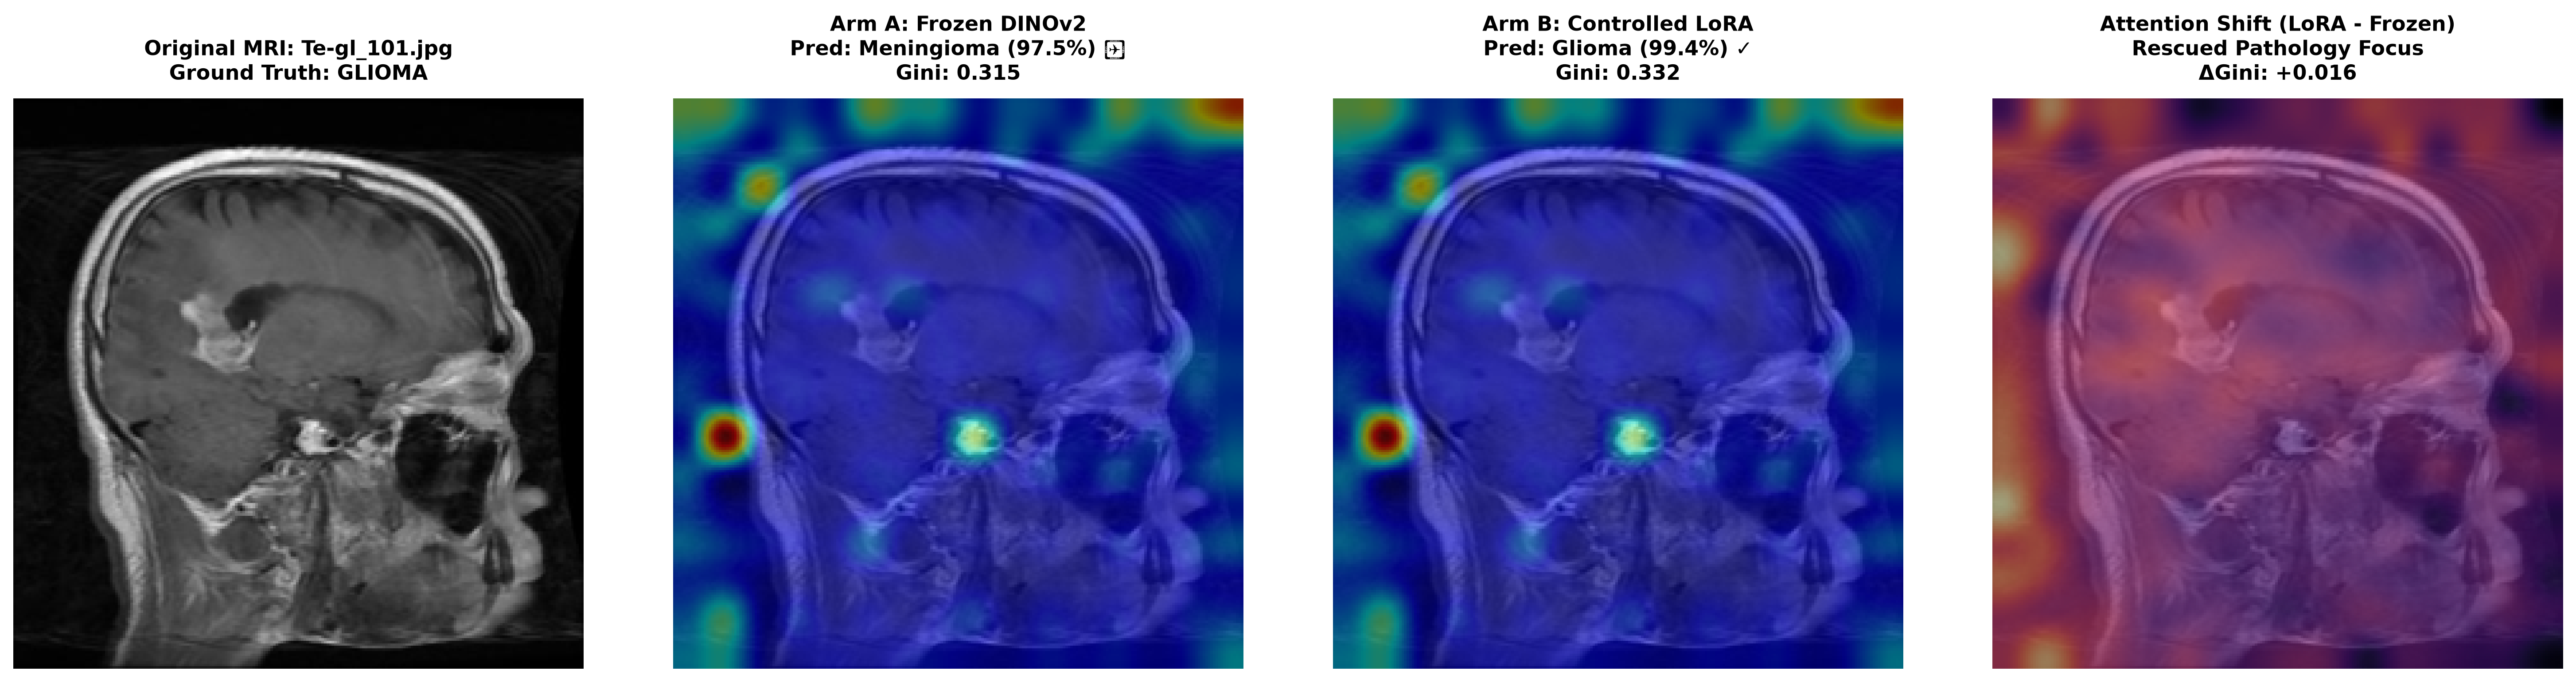 Original MRI: Te-gl_101.jpg
Ground Truth: GLIOMA
Arm A: Frozen DINOv2
Pred: Meningioma (97.5%)
Gini: 0.315
Arm B: Controlled LoRA
Pred: Glioma (99.4%) ✓
Gini: 0.332
Attention Shift (LoRA - Frozen)
Rescued Pathology Focus
ΔGini: +0.016